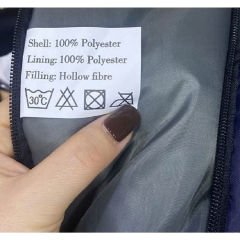 Shell: 100% Polyester
Lining: 100% Polyester
Filling: Hollow fibre
30°C